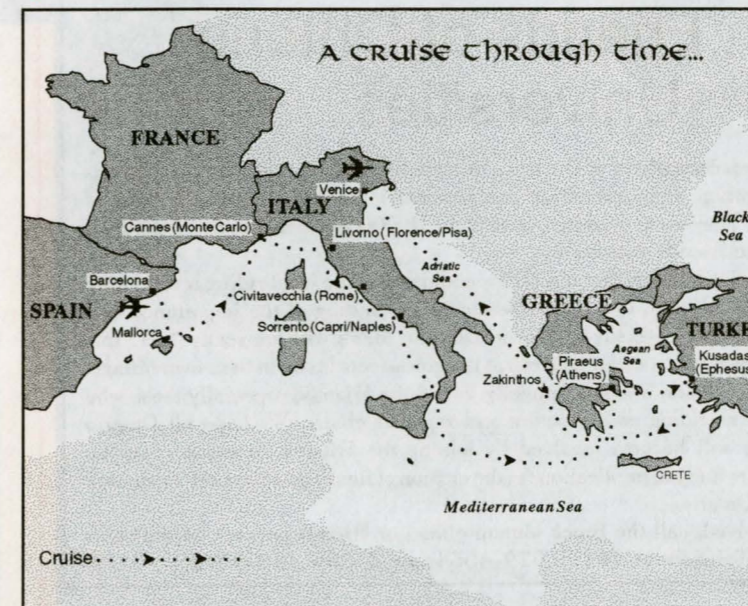 A CRUISE THROUGH TIME...
FRANCE
Venice
ITALY
Cannes (Monte Carlo)
Livorno (Florence/Pisa)
Black
Sea
Adriatic
Sea
Barcelona
SPAIN
Civitavecchia (Rome)
GREECE
TURKE
Mallorca
Sorrento (Capri/Naples)
Aegean
Sea
Kusadas
(Ephesus
Piraeus
(Athens)
Zakinthos
CRETE
Mediterranean Sea
Cruise